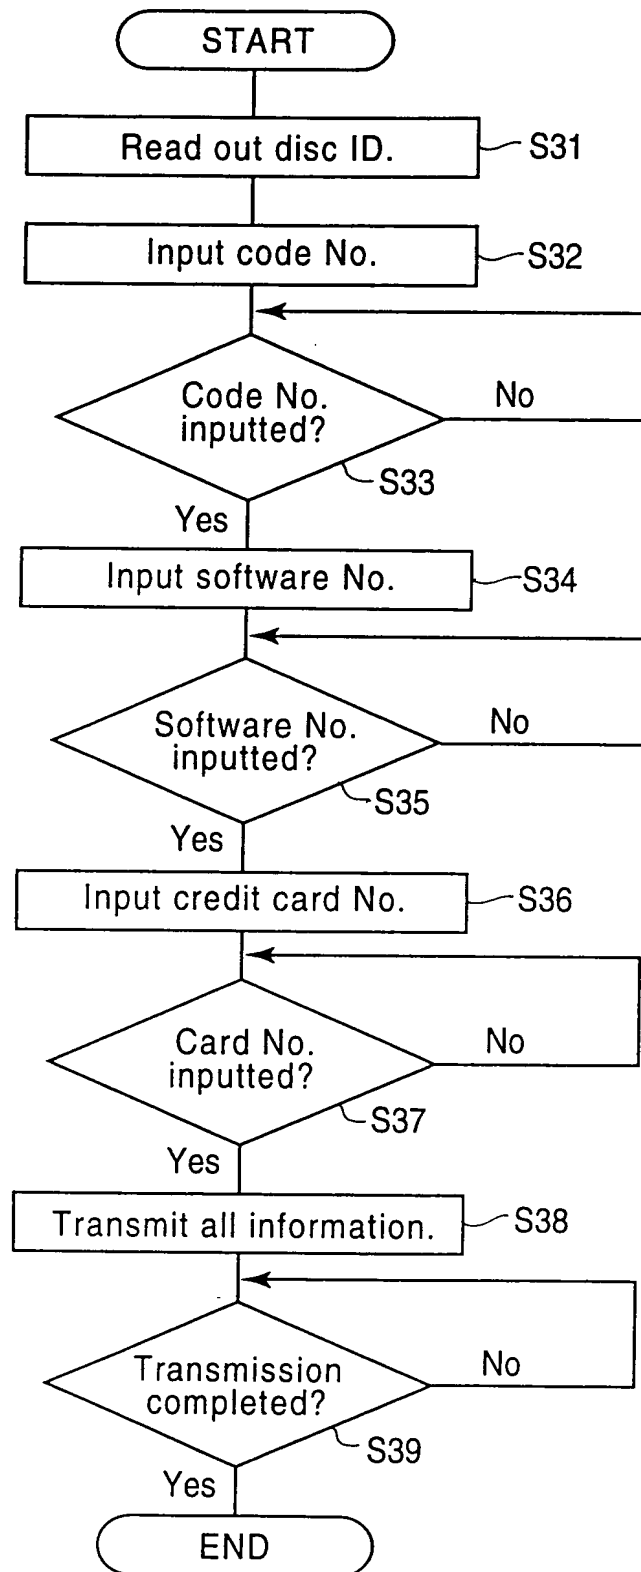 START
Read out disc ID.
S31
Input code No.
S32
Code No.
inputted?
No
S33
Yes
Input software No.
S34
Software No.
inputted?
No
S35
Yes
Input credit card No.
S36
Card No.
inputted?
No
S37
Yes
Transmit all information.
S38
Transmission
completed?
No
S39
Yes
END